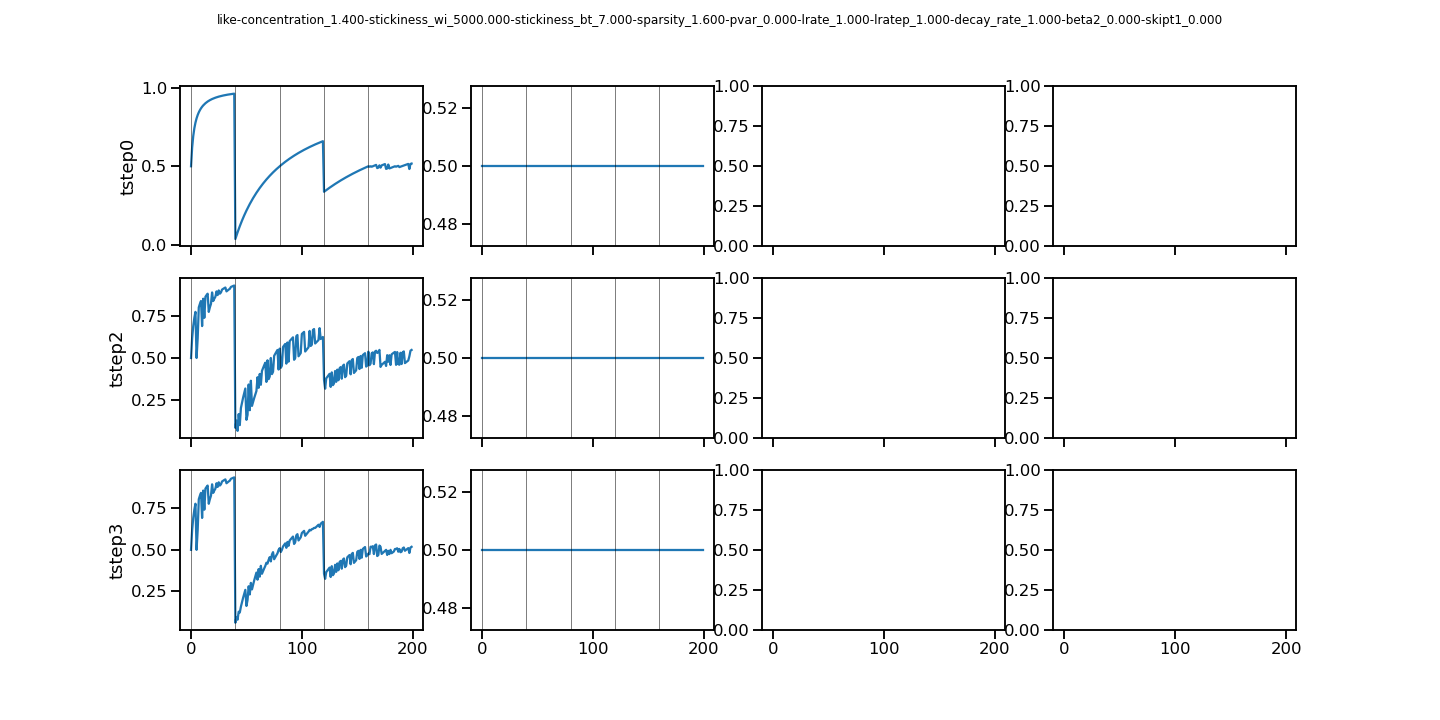 like-concentration_1.400-stickiness_wi_5000.000-stickiness_bt_7.000-sparsity_1.600-pvar_0.000-lrate_1.000-lratep_1.000-decay_rate_1.000-beta2_0.000-skipt1_0.000
1.0 0.52 1.00 1.00
0.75 0.75
tstep0 0.5 0.50 0.50 0.50
0.25 0.25
0.0 0.48 0.00 0.00
0.52 1.00 1.00
0.75 0.75 0.75
tstep2 0.50 0.50 0.50 0.50
0.25 0.25 0.25
0.48 0.00 0.00
0.52 1.00 1.00
0.75 0.75 0.75
tstep3 0.50 0.50 0.50 0.50
0.25 0.25 0.25
0.48 0.00 0.00
0 100 200 0 100 200 0 100 200 0 100 200